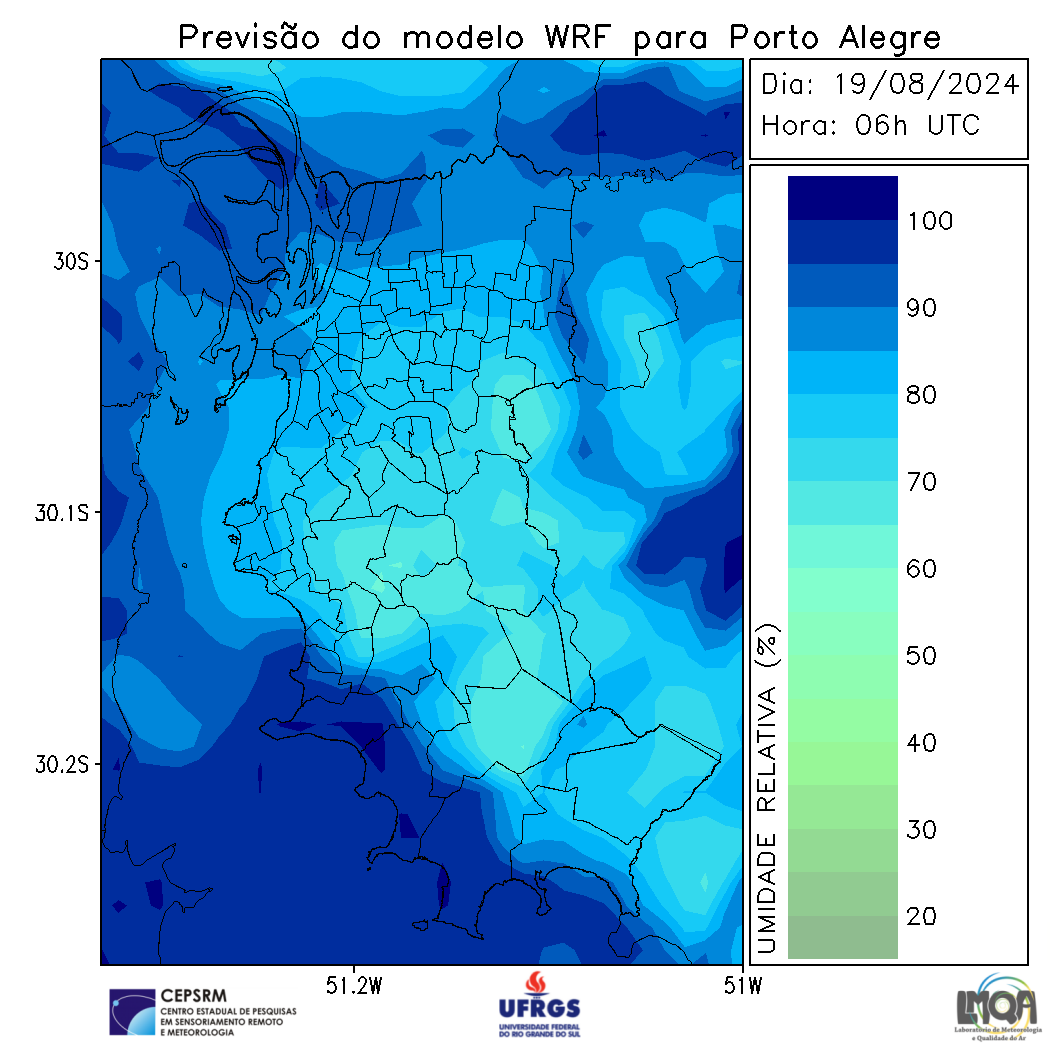 Previsão do modelo WRF para Porto Alegre
Dia: 19/08/2024
Hora: 06h UTC
100
90
80
70
60
50
40
30
20
UMIDADE RELATIVA (%)
30S
30.1S
30.2S
51.2W
51W
CEPSRM
CENTRO ESTADUAL DE PESQUISAS
EM SENSORIAMENTO REMOTO
E METEOROLOGIA
UFRGS
UNIVERSIDADE FEDERAL
DO RIO GRANDE DO SUL
LMQA
Laboratório de Meteorologia
e Qualidade do Ar